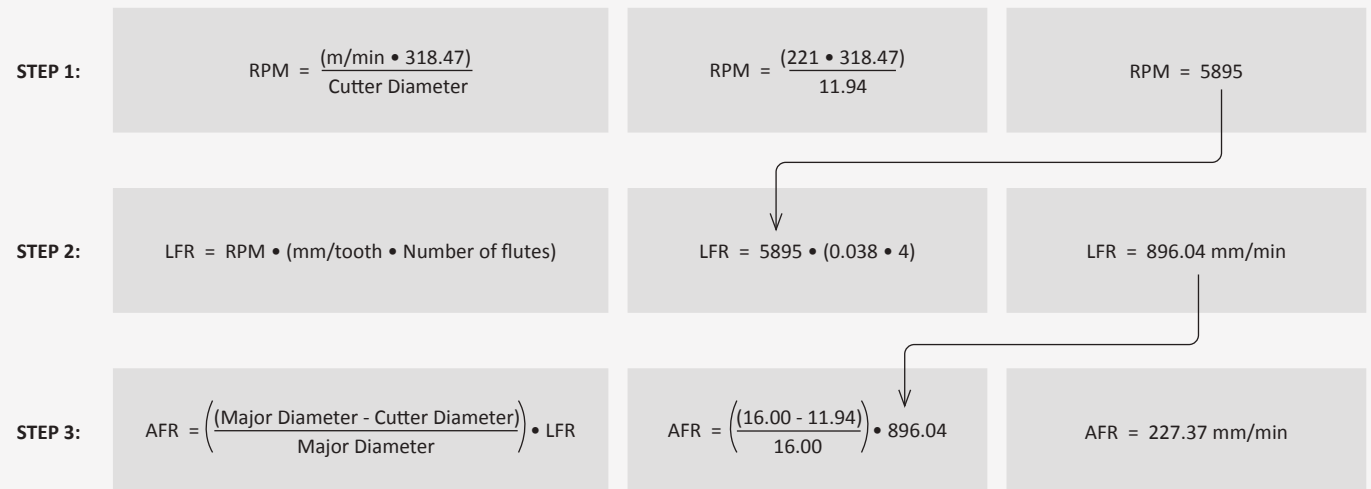 STEP 1:
RPM = (m/min • 318.47)
Cutter Diameter
RPM = (221 • 318.47)
11.94
RPM = 5895
STEP 2:
LFR = RPM • (mm/tooth • Number of flutes)
LFR = 5895 • (0.038 • 4)
LFR = 896.04 mm/min
STEP 3:
AFR = ((Major Diameter - Cutter Diameter)
Major Diameter) • LFR
AFR = ((16.00 - 11.94)
16.00) • 896.04
AFR = 227.37 mm/min